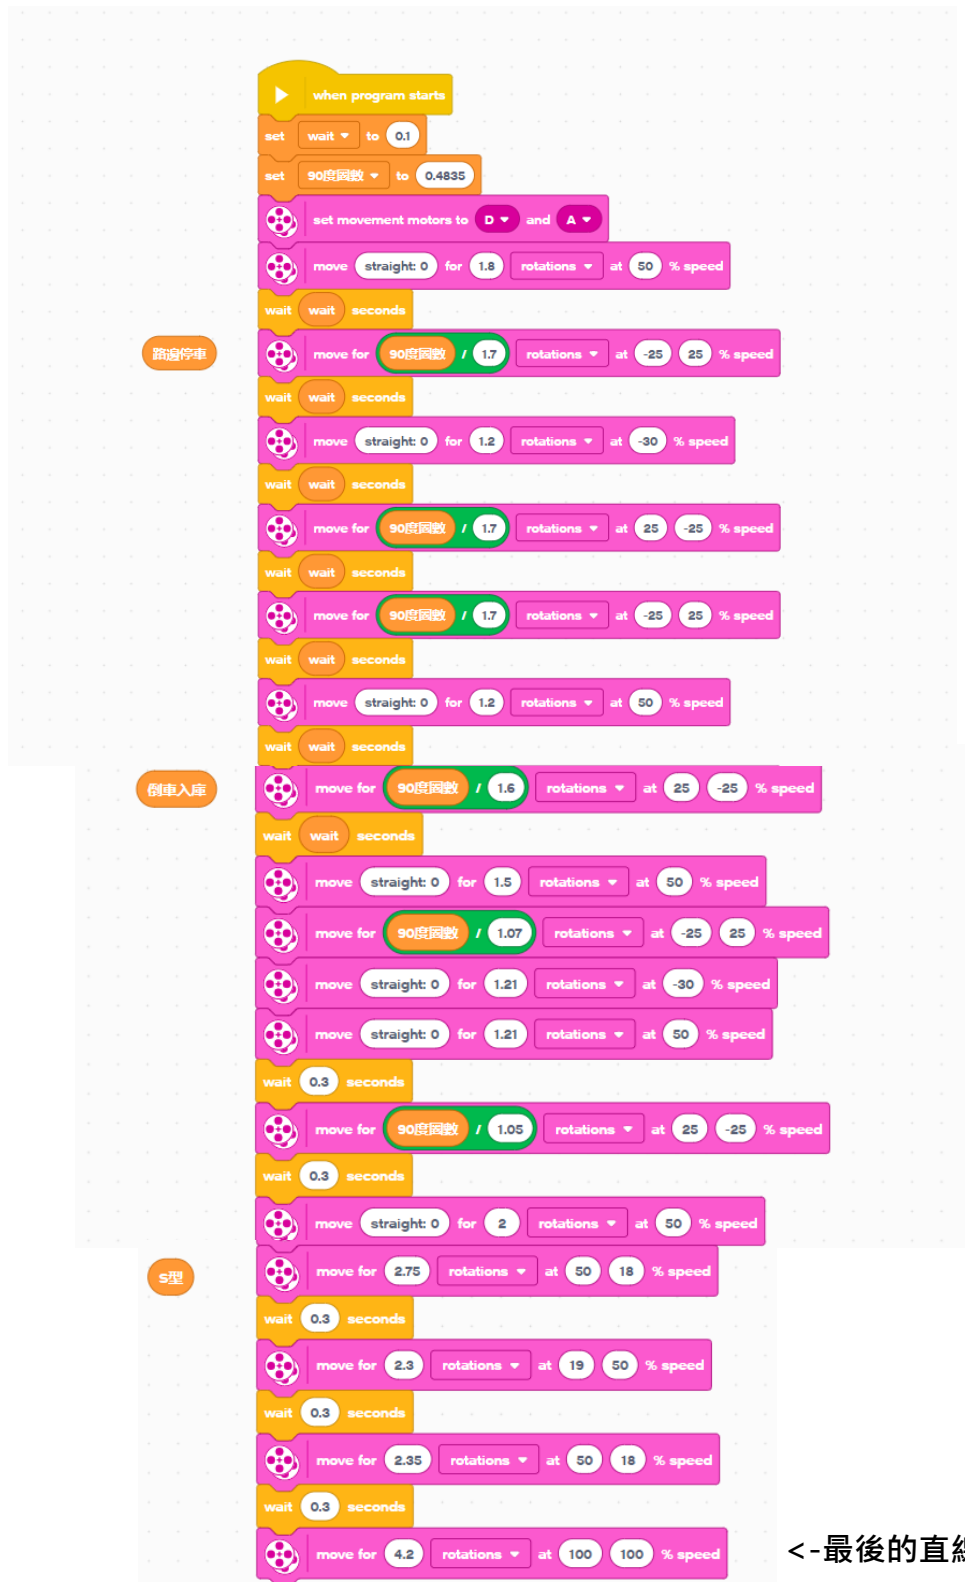 when program starts
set wait to 0.1
set 90度圈數 to 0.4835
set movement motors to D and A
move straight: 0 for 1.8 rotations at 50 % speed
wait wait seconds
路邊停車
move for 90度圈數 / 1.7 rotations at -25 25 % speed
wait wait seconds
move straight: 0 for 1.2 rotations at -30 % speed
wait wait seconds
move for 90度圈數 / 1.7 rotations at 25 -25 % speed
wait wait seconds
move for 90度圈數 / 1.7 rotations at -25 25 % speed
wait wait seconds
move straight: 0 for 1.2 rotations at 50 % speed
wait wait seconds
倒車入庫
move for 90度圈數 / 1.6 rotations at 25 -25 % speed
wait wait seconds
move straight: 0 for 1.5 rotations at 50 % speed
move for 90度圈數 / 1.07 rotations at -25 25 % speed
move straight: 0 for 1.21 rotations at -30 % speed
move straight: 0 for 1.21 rotations at 50 % speed
wait 0.3 seconds
move for 90度圈數 / 1.05 rotations at 25 -25 % speed
wait 0.3 seconds
move straight: 0 for 2 rotations at 50 % speed
S型
move for 2.75 rotations at 50 18 % speed
wait 0.3 seconds
move for 2.3 rotations at 19 50 % speed
wait 0.3 seconds
move for 2.35 rotations at 50 18 % speed
wait 0.3 seconds
move for 4.2 rotations at 100 100 % speed
<-最後的直